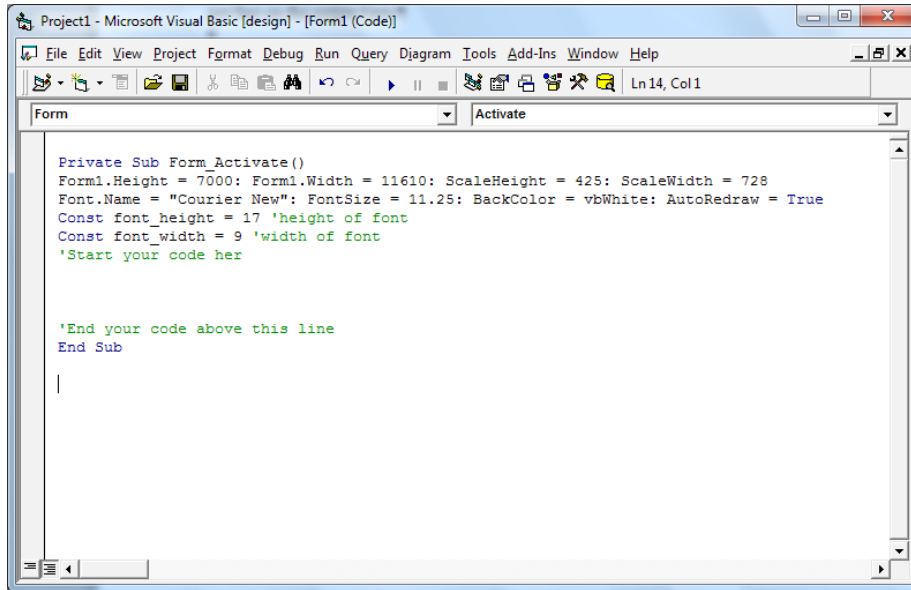 Project1 - Microsoft Visual Basic [design] - [Form1 (Code)]
File Edit View Project Format Debug Run Query Diagram Tools Add-Ins Window Help
Ln 14, Col 1
Form Activate
Private Sub Form_Activate()
Form1.Height = 7000: Form1.Width = 11610: ScaleHeight = 425: ScaleWidth = 728
Font.Name = "Courier New": FontSize = 11.25: BackColor = vbWhite: AutoRedraw = True
Const font_height = 17 'height of font
Const font_width = 9 'width of font
'Start your code her
'End your code above this line
End Sub